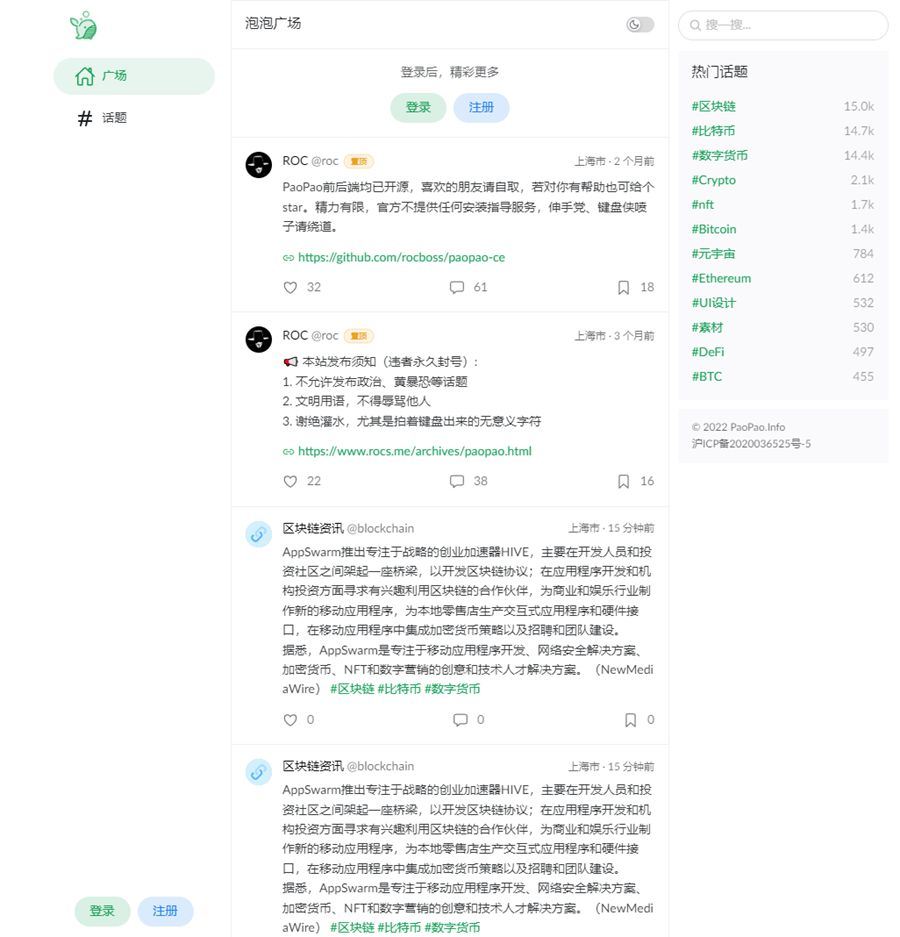 广场
话题
登录
注册
泡泡广场
登录后，精彩更多
登录
注册
ROC @roc 置顶
上海市 · 2 个月前
PaoPao前后端均已开源，喜欢的朋友请自取，若对你有帮助也可给个
star。精力有限，官方不提供任何安装指导服务，伸手党、键盘侠喷
子请绕道。
https://github.com/rocboss/paopao-ce
32 61 18
ROC @roc 置顶
上海市 · 3 个月前
本站发布须知（违者永久封号）:
1. 不允许发布政治、黄暴恐等话题
2. 文明用语，不得辱骂他人
3. 谢绝灌水，尤其是拍着键盘出来的无意义字符
https://www.rocs.me/archives/paopao.html
22 38 16
区块链资讯 @blockchain
上海市 · 15 分钟前
AppSwarm推出专注于战略的创业加速器HIVE，主要在开发人员和投
资社区之间架起一座桥梁，以开发区块链协议；在应用程序开发和机
构投资方面寻求有兴趣利用区块链的合作伙伴，为商业和娱乐行业制
作新的移动应用程序，为本地零售店生产交互式应用程序和硬件接
口，在移动应用程序中集成加密货币策略以及招聘和团队建设。
据悉，AppSwarm是专注于移动应用程序开发、网络安全解决方案、
加密货币、NFT和数字营销的创意和技术人才解决方案。（NewMedi
aWire） #区块链 #比特币 #数字货币
0 0 0
区块链资讯 @blockchain
上海市 · 15 分钟前
AppSwarm推出专注于战略的创业加速器HIVE，主要在开发人员和投
资社区之间架起一座桥梁，以开发区块链协议；在应用程序开发和机
构投资方面寻求有兴趣利用区块链的合作伙伴，为商业和娱乐行业制
作新的移动应用程序，为本地零售店生产交互式应用程序和硬件接
口，在移动应用程序中集成加密货币策略以及招聘和团队建设。
据悉，AppSwarm是专注于移动应用程序开发、网络安全解决方案、
加密货币、NFT和数字营销的创意和技术人才解决方案。（NewMedi
aWire） #区块链 #比特币 #数字货币
搜一搜...
热门话题
#区块链 15.0k
#比特币 14.7k
#数字货币 14.4k
#Crypto 2.1k
#nft 1.7k
#Bitcoin 1.4k
#元宇宙 784
#Ethereum 612
#UI设计 532
#素材 530
#DeFi 497
#BTC 455
© 2022 PaoPao.Info
沪ICP备2020036525号-5